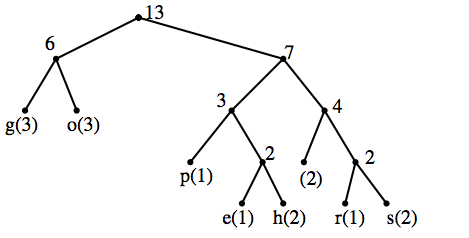 13
6
7
g(3) o(3)
3
4
p(1)
2
(2)
2
e(1) h(2) r(1) s(2)